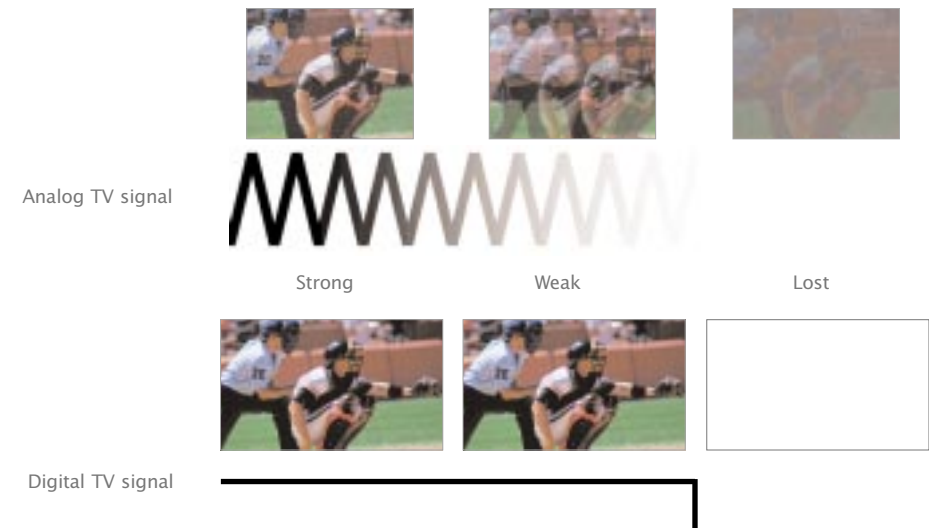 Analog TV signal
Strong
Weak
Lost
Digital TV signal